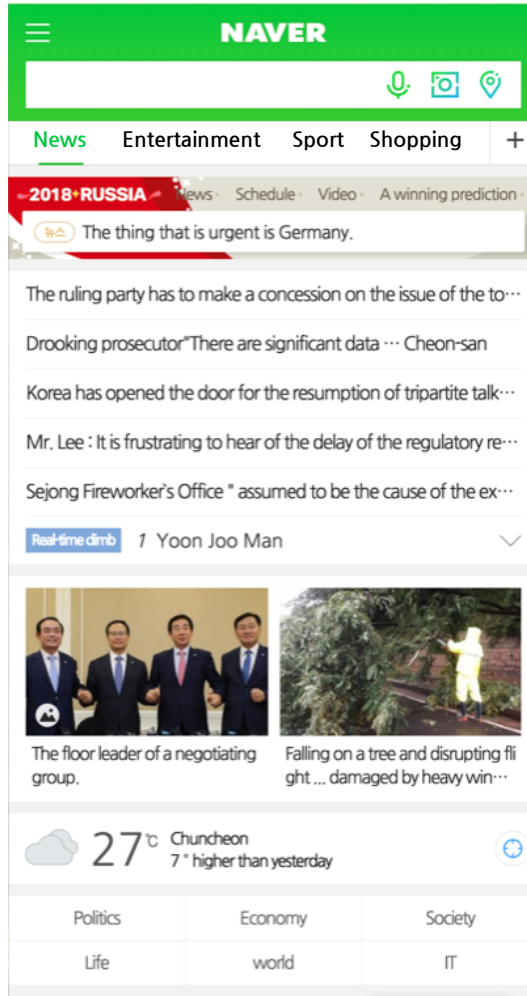 NAVER
News Entertainment Sport Shopping +
2018 RUSSIA News Schedule Video A winning prediction
뉴스 The thing that is urgent is Germany.
The ruling party has to make a concession on the issue of the to···
Drooking prosecutor"There are significant data ··· Cheon-san
Korea has opened the door for the resumption of tripartite talk···
Mr. Lee : It is frustrating to hear of the delay of the regulatory re···
Sejong Fireworker's Office " assumed to be the cause of the ex···
Real-time climb 1 Yoon Joo Man
The floor leader of a negotiating
group.
Falling on a tree and disrupting fli
ght ... damaged by heavy win···
27℃ Chuncheon
7 ° higher than yesterday
Politics Economy Society
Life world IT